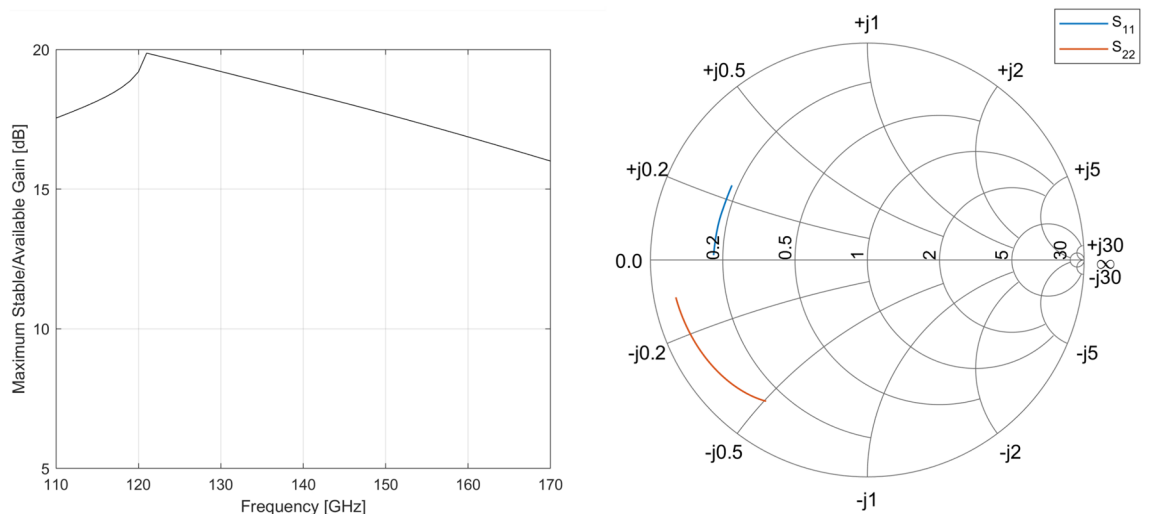 Maximum Stable/Available Gain [dB]
20
15
10
5
110
120
130
140
150
160
170
Frequency [GHz]
S11
S22
+j1
+j0.5
+j2
+j0.2
+j5
0.0
0.2
0.5
1
2
5
30
+j30
∞
-j30
-j0.2
-j5
-j0.5
-j2
-j1